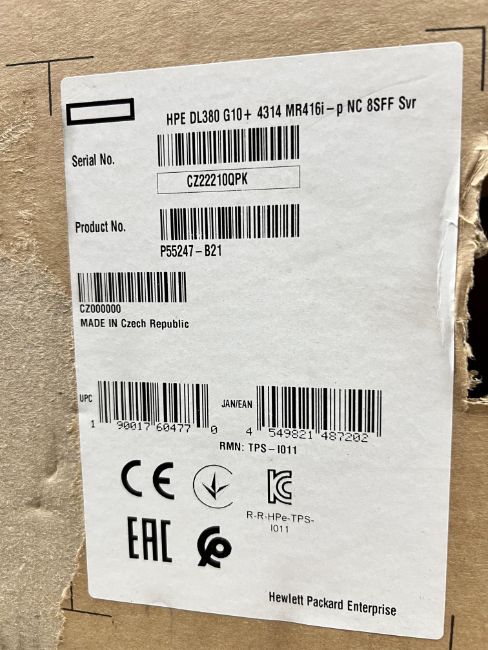 HPE DL380 G10+ 4314 MR416i-p NC 8SFF Svr
Serial No.
CZ22210QPK
Product No.
P55247-B21
CZ000000
MADE IN Czech Republic
UPC
1 90017 60477 0
JAN/EAN
4 549821 487202
RMN: TPS-I011
CE
R-R-HPe-TPS-
I011
EAC
Hewlett Packard Enterprise